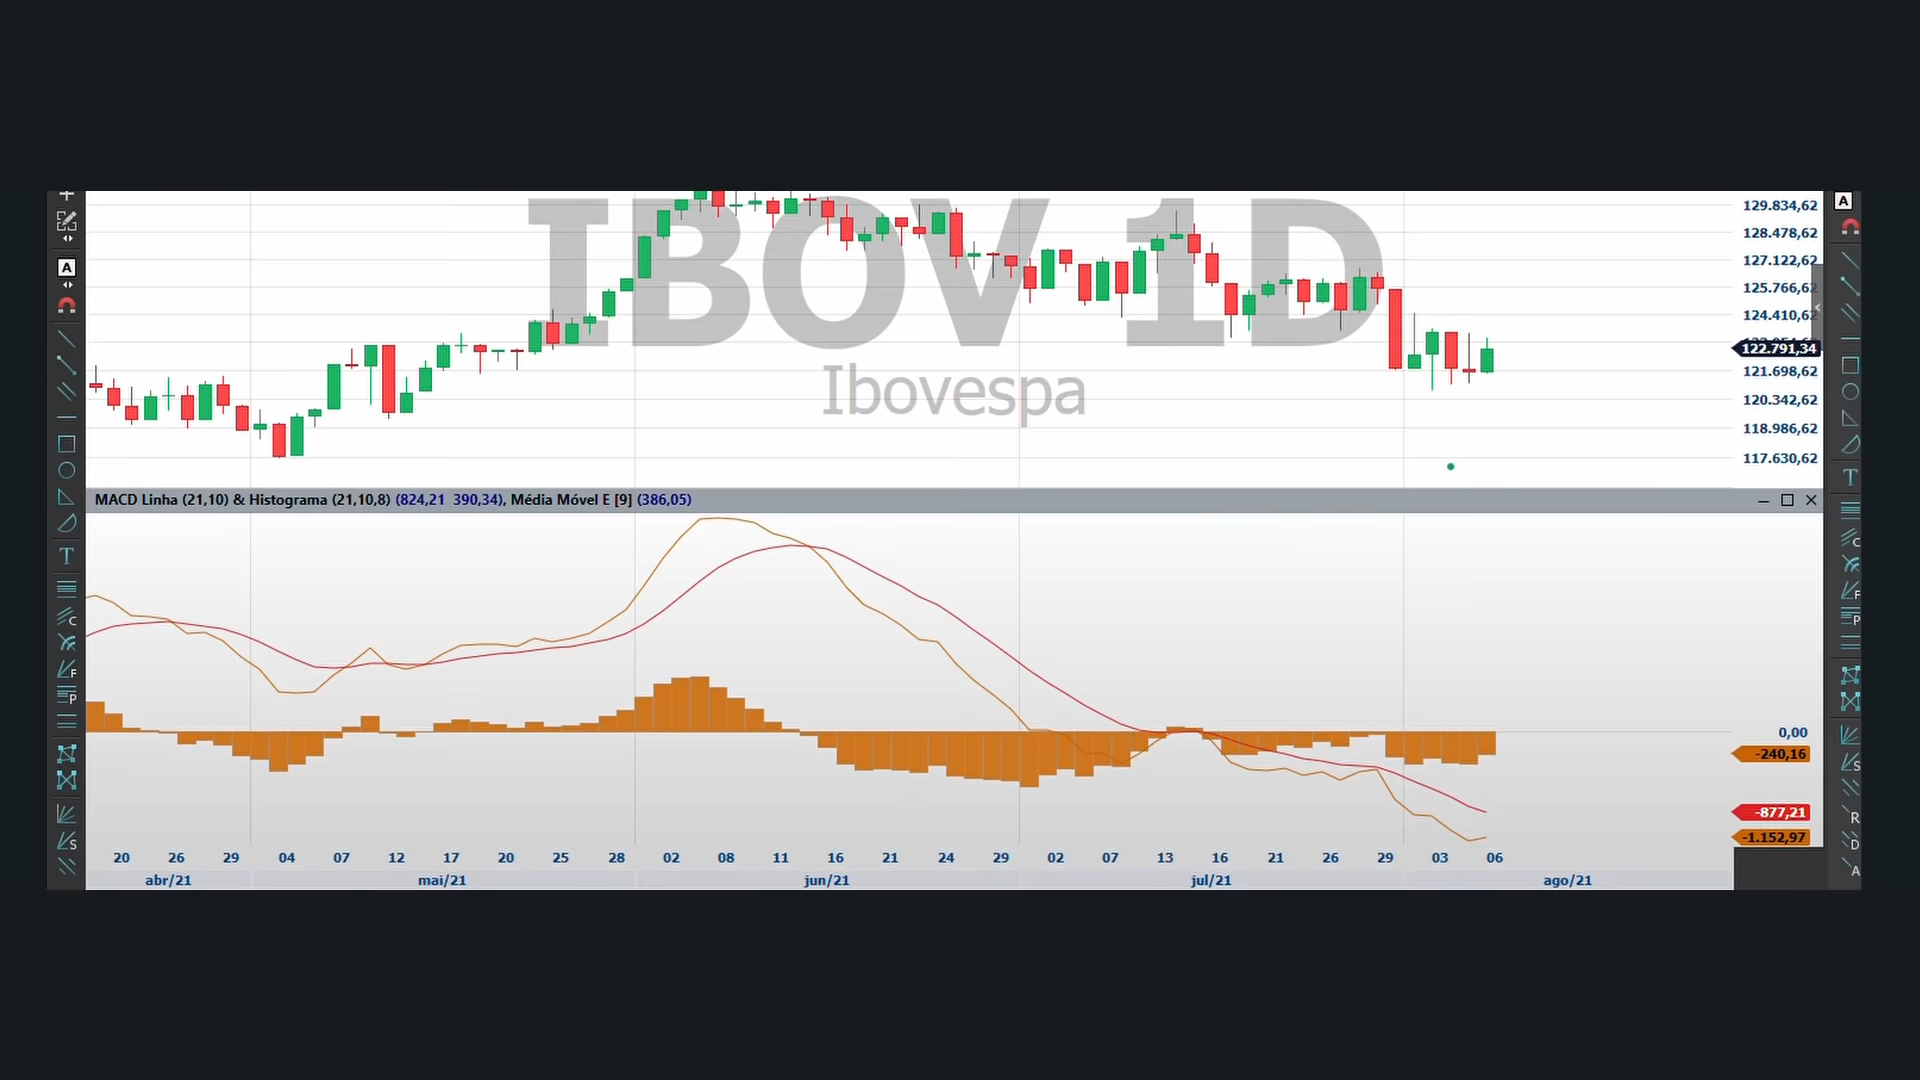 IBOV 1D
Ibovespa
129.834,62
128.478,62
127.122,62
125.766,62
124.410,62
122.791,34
121.698,62
120.342,62
118.986,62
117.630,62
MACD Linha (21,10) & Histograma (21,10,8) (824,21 390,34), Média Móvel E [9] (386,05)
0,00
-240,16
-877,21
-1.152,97
20 26 29 04 07 12 17 20 25 28 02 08 11 16 21 24 29 02 07 13 16 21 26 29 03 06
abr/21 mai/21 jun/21 jul/21 ago/21
A
T
C
F
P
S
A
T
C
F
P
S
R
D
A